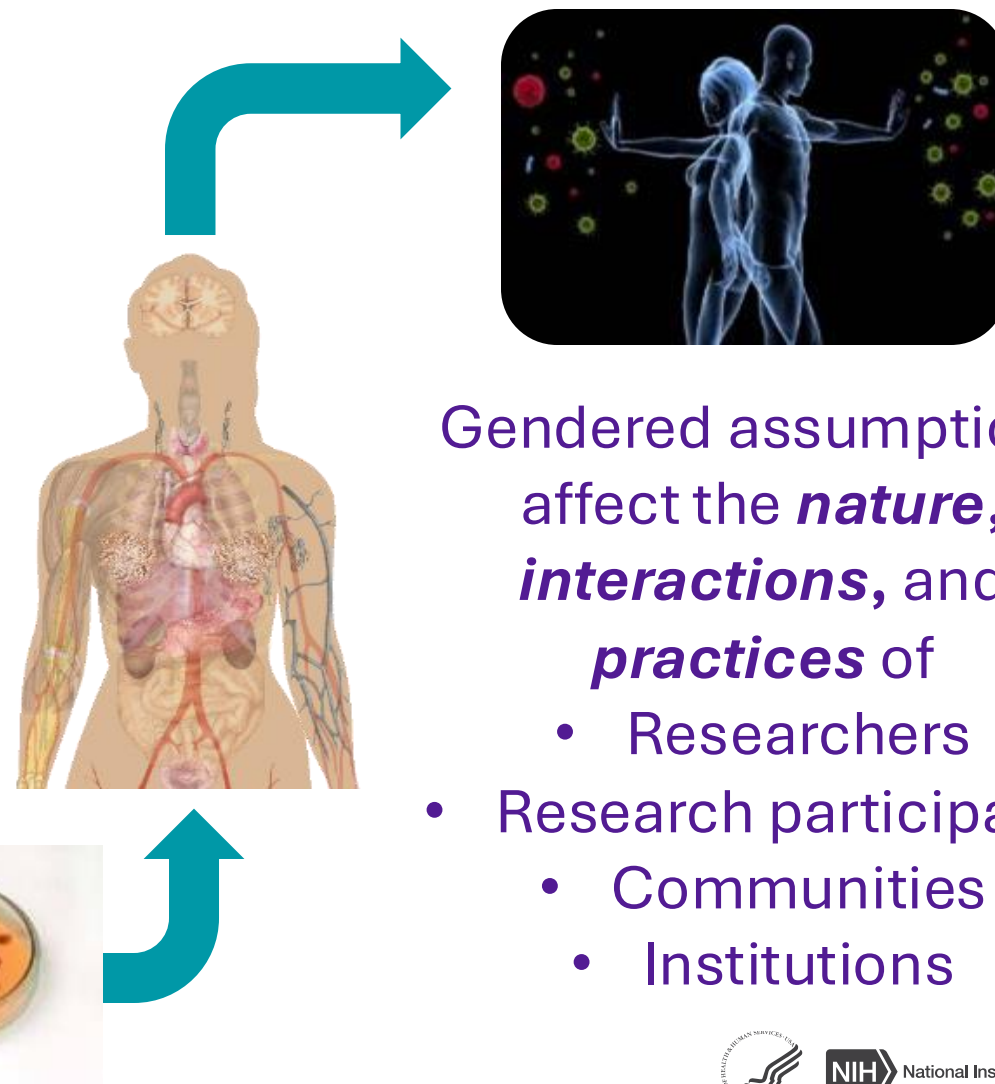 Gendered assumptio
affect the nature,
interactions, and
practices of
• Researchers
• Research participa
• Communities
• Institutions
NIH National Ins